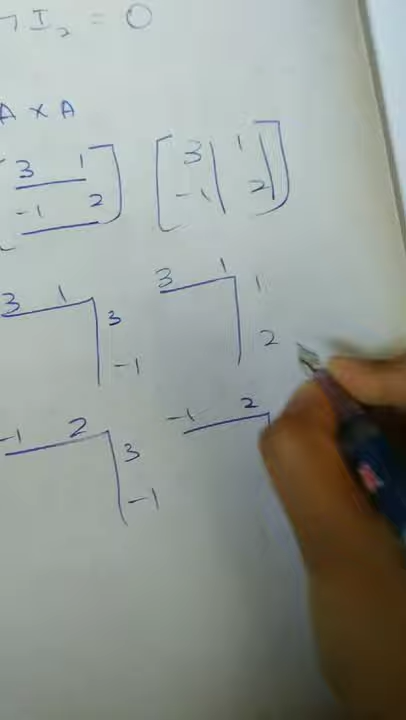 7 I₂ = 0
A × A
[3 1 [3 1
-1 2] -1 2]
3 1 3 3 1 1
-1 2
-1 2 3 -1 2
-1